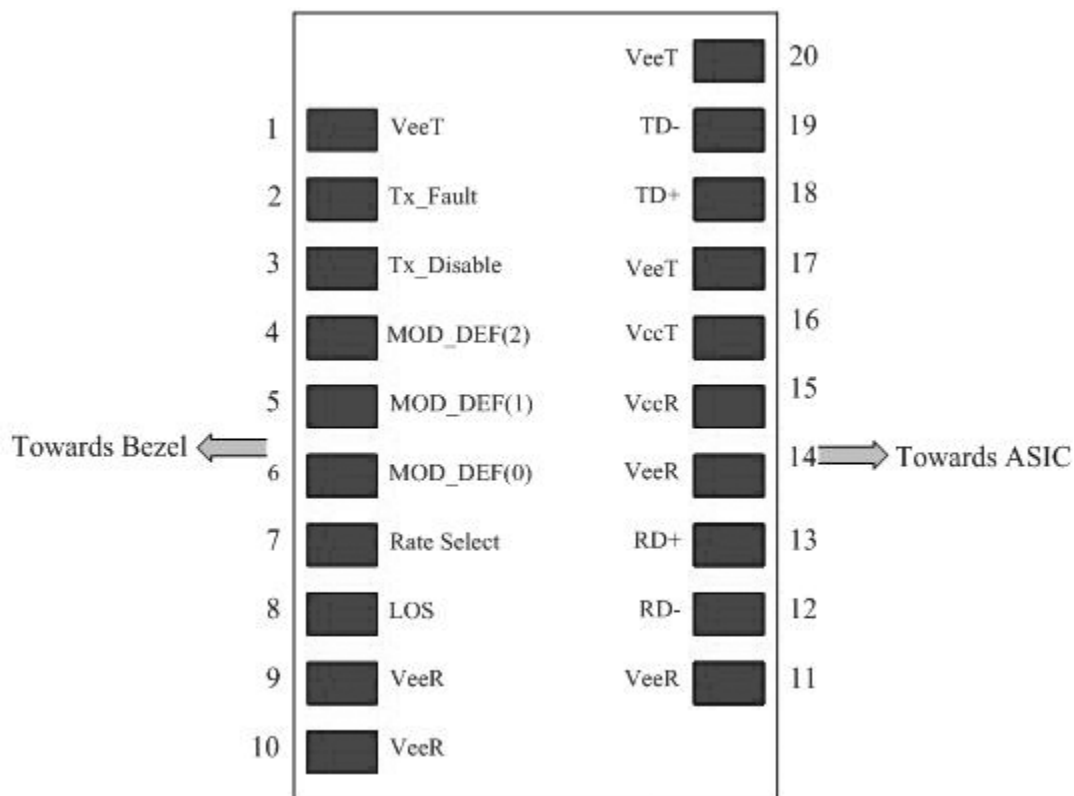 VeeT 20
1 VeeT TD- 19
2 Tx_Fault TD+ 18
3 Tx_Disable VeeT 17
4 MOD_DEF(2) VccT 16
5 MOD_DEF(1) VccR 15
Towards Bezel 14 Towards ASIC
6 MOD_DEF(0) VeeR
7 Rate Select RD+ 13
8 LOS RD- 12
9 VeeR VeeR 11
10 VeeR